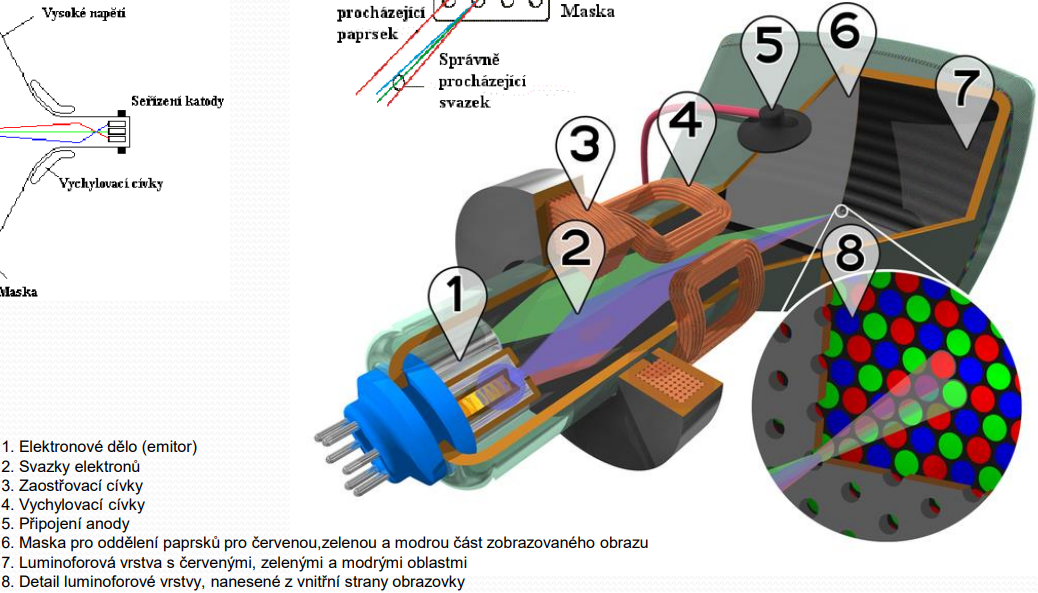 Vysoké napětí
Seřízení katody
Vychylovací cívky
Maska
procházející
paprsek
Maska
Správně
procházející
svazek
1
2
3
4
5
6
7
8
1. Elektronové dělo (emitor)
2. Svazky elektronů
3. Zaostřovací cívky
4. Vychylovací cívky
5. Připojení anody
6. Maska pro oddělení paprsků pro červenou,zelenou a modrou část zobrazovaného obrazu
7. Luminoforová vrstva s červenými, zelenými a modrými oblastmi
8. Detail luminoforové vrstvy, nanesené z vnitřní strany obrazovky